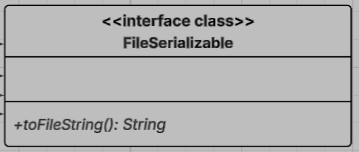 <<interface class>>
FileSerializable
+toFileString(): String